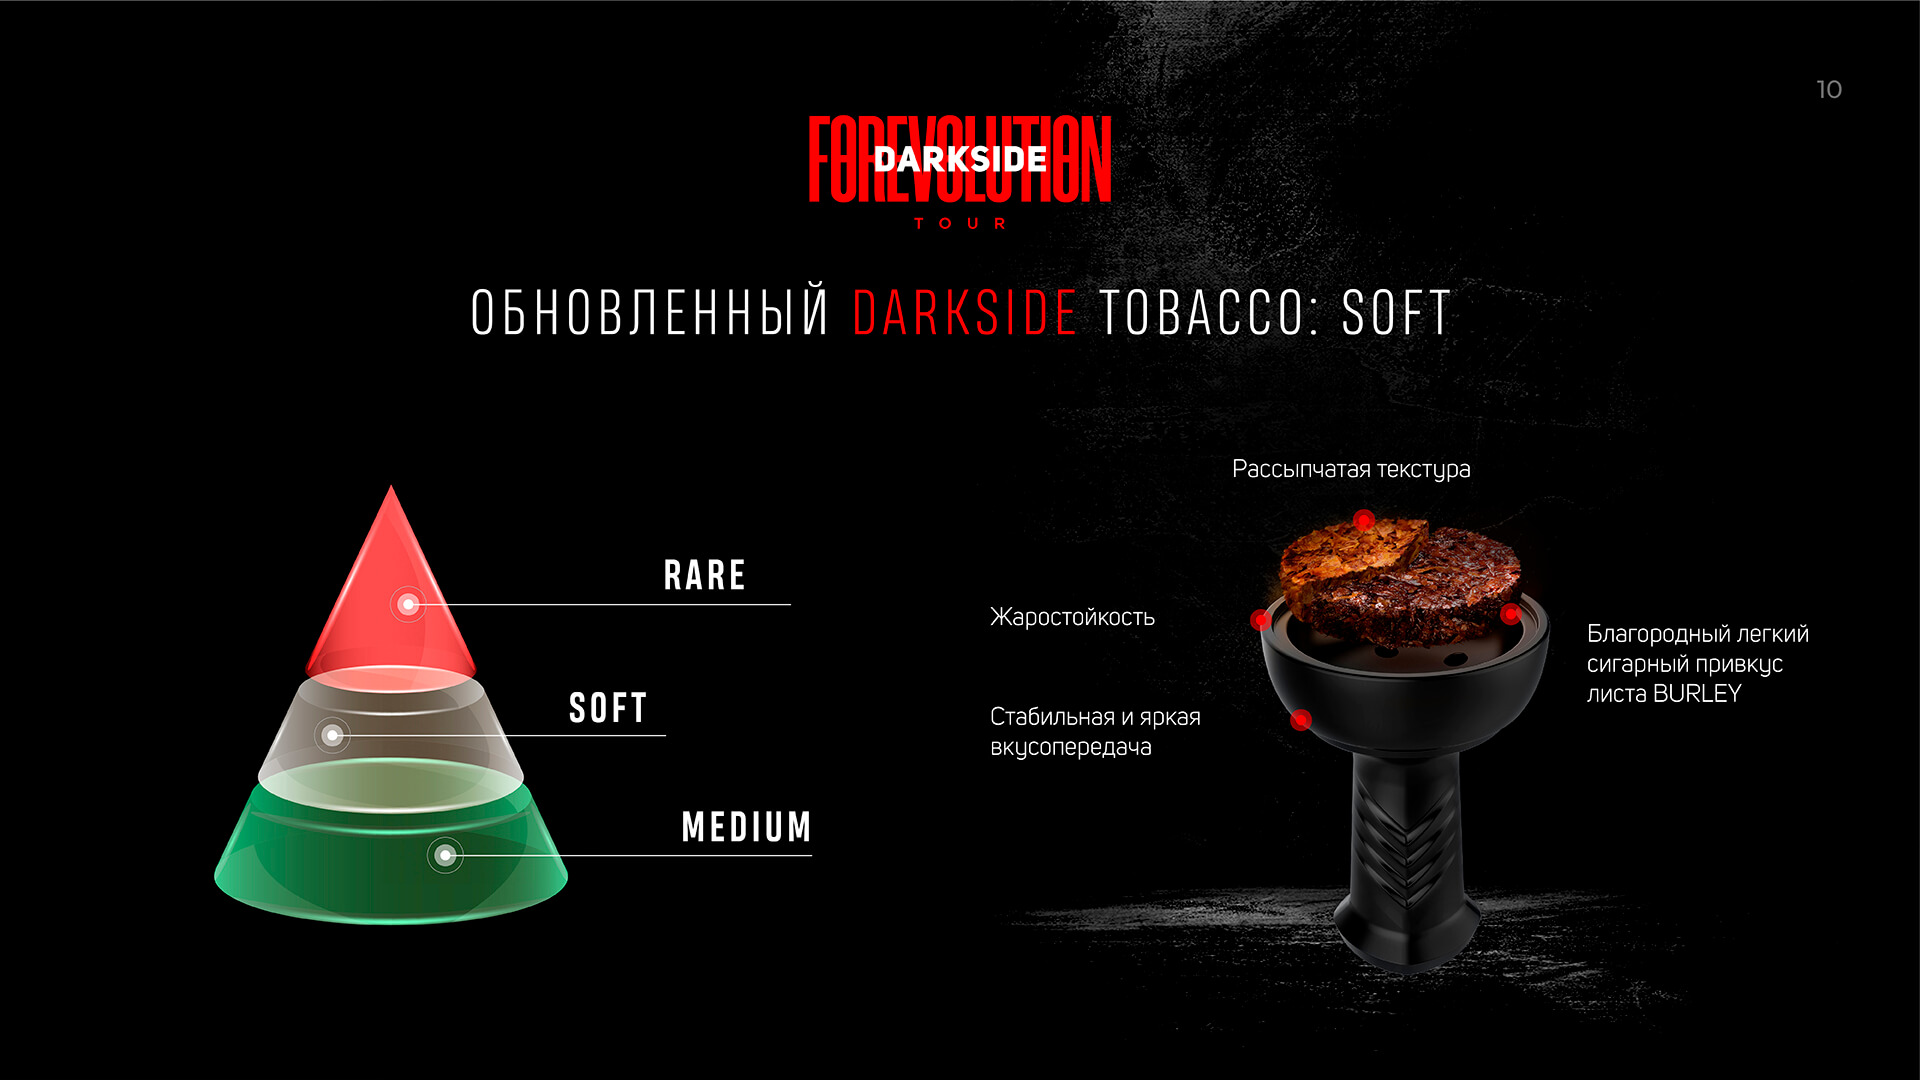 10
FOREVOLUTION
DARKSIDE
TOUR
ОБНОВЛЕННЫЙ DARKSIDE TOBACCO: SOFT
RARE
SOFT
MEDIUM
Рассыпчатая текстура
Жаростойкость
Стабильная и яркая
вкусопередача
Благородный легкий
сигарный привкус
листа BURLEY